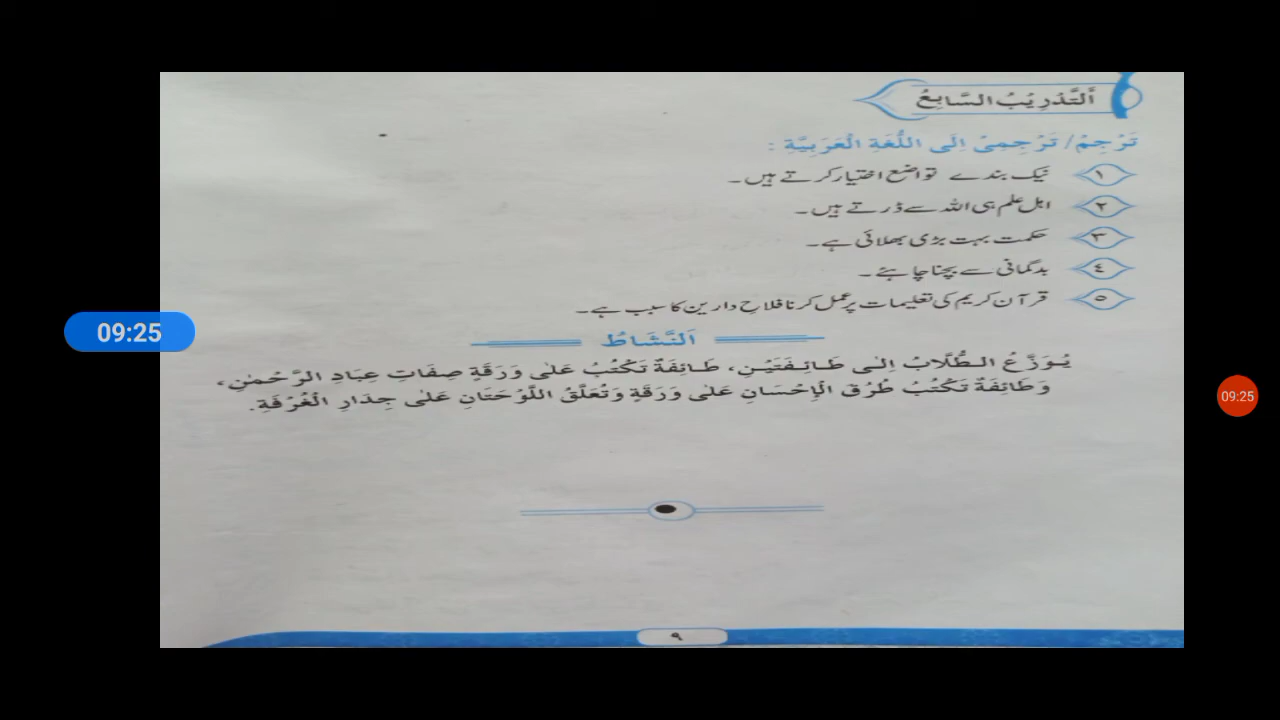 اَلتَّدْرِيْبُ السَّابِعُ
تَرْجِمْ/ تَرْجِمِيْ اِلَى اللُّغَةِ الْعَرَبِيَّةِ :
١ نیک بندے تواضع اختیار کرتے ہیں۔
٢ اہل علم ہی اللہ سے ڈرتے ہیں۔
٣ حکمت بہت بڑی بھلائی ہے۔
٤ بدگمانی سے بچنا چاہئے۔
٥ قرآن کریم کی تعلیمات پر عمل کرنا فلاحِ دارین کا سبب ہے۔
09:25
اَلنَّشَاطُ
يُوَزَّعُ الطُّلَّابُ إِلٰى طَائِفَتَيْنِ، طَائِفَةٌ تَكْتُبُ عَلٰى وَرَقَةٍ صِفَاتِ عِبَادِ الرَّحْمٰنِ،
وَطَائِفَةٌ تَكْتُبُ طُرُقَ الْإِحْسَانِ عَلٰى وَرَقَةٍ وَتُعَلَّقُ اللَّوْحَتَانِ عَلٰى جِدَارِ الْغُرْفَةِ.
09:25
٩